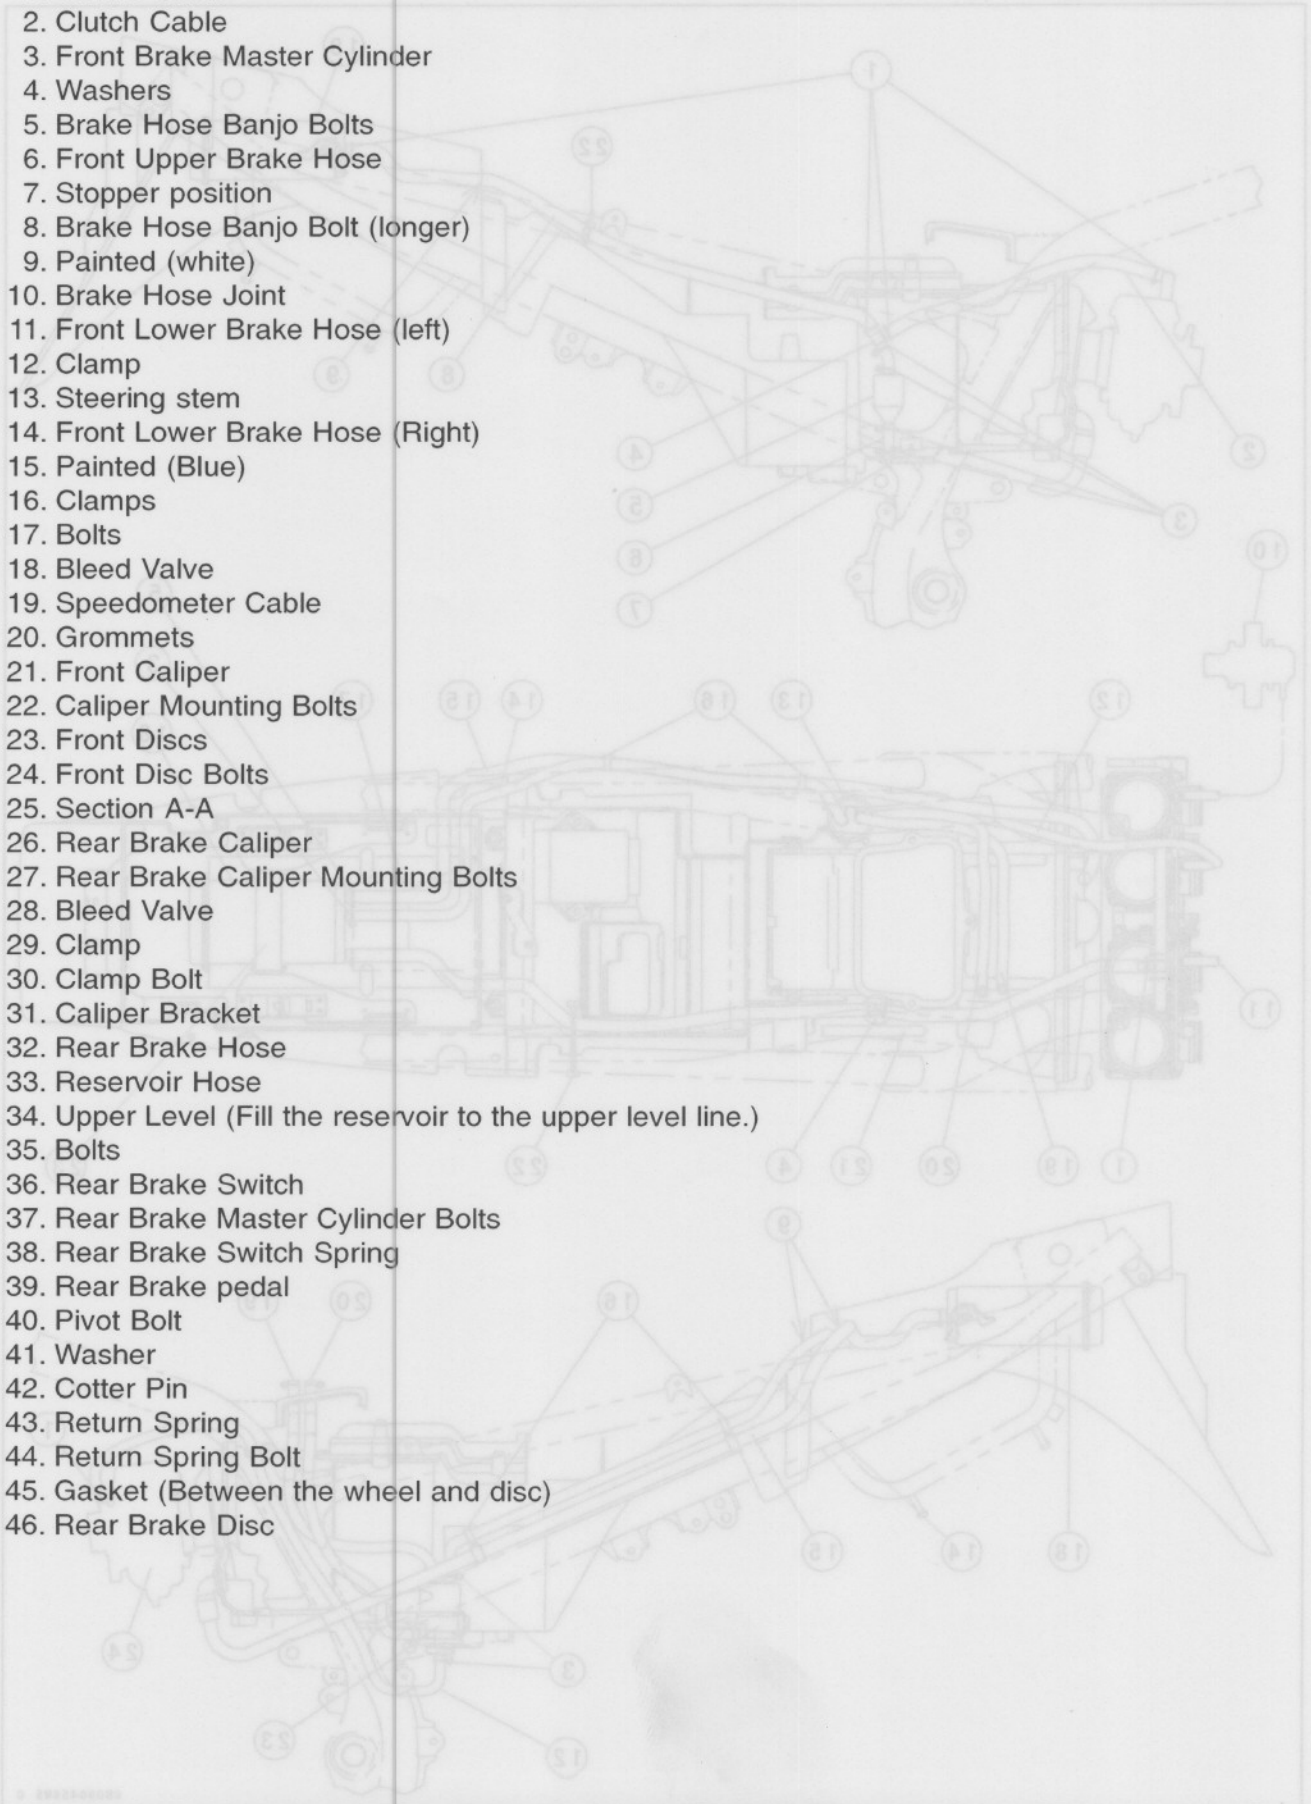 2. Clutch Cable
3. Front Brake Master Cylinder
4. Washers
5. Brake Hose Banjo Bolts
6. Front Upper Brake Hose
7. Stopper position
8. Brake Hose Banjo Bolt (longer)
9. Painted (white)
10. Brake Hose Joint
11. Front Lower Brake Hose (left)
12. Clamp
13. Steering stem
14. Front Lower Brake Hose (Right)
15. Painted (Blue)
16. Clamps
17. Bolts
18. Bleed Valve
19. Speedometer Cable
20. Grommets
21. Front Caliper
22. Caliper Mounting Bolts
23. Front Discs
24. Front Disc Bolts
25. Section A-A
26. Rear Brake Caliper
27. Rear Brake Caliper Mounting Bolts
28. Bleed Valve
29. Clamp
30. Clamp Bolt
31. Caliper Bracket
32. Rear Brake Hose
33. Reservoir Hose
34. Upper Level (Fill the reservoir to the upper level line.)
35. Bolts
36. Rear Brake Switch
37. Rear Brake Master Cylinder Bolts
38. Rear Brake Switch Spring
39. Rear Brake pedal
40. Pivot Bolt
41. Washer
42. Cotter Pin
43. Return Spring
44. Return Spring Bolt
45. Gasket (Between the wheel and disc)
46. Rear Brake Disc